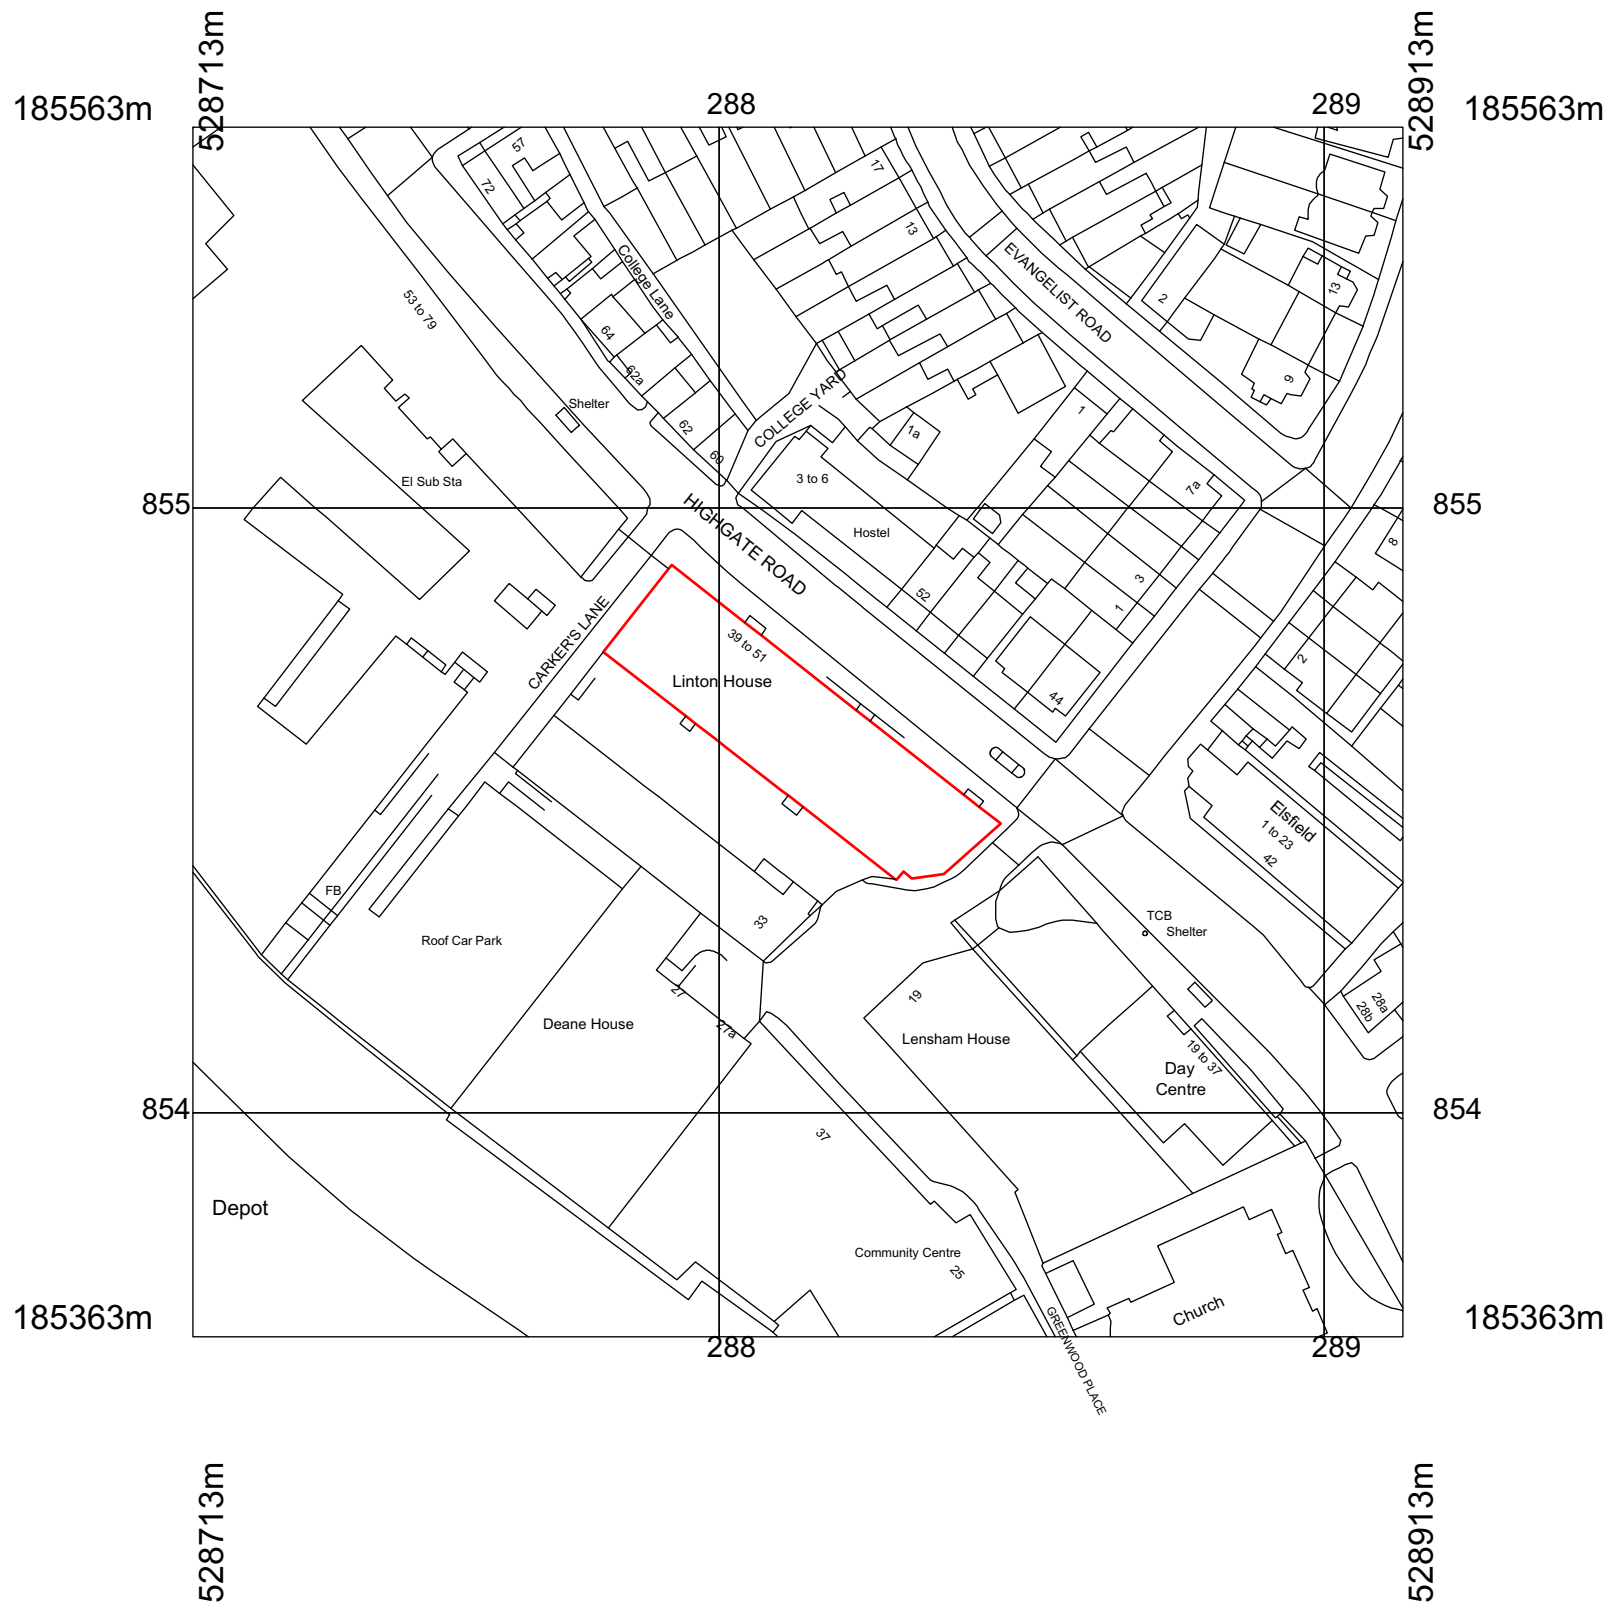 528713m
528913m
185563m
288
289
185563m
57
72
17
13
College Lane
EVANGELIST ROAD
2
13
53 to 79
64
62a
9
Shelter
COLLEGE YARD
1
62
1a
60
El Sub Sta
3 to 6
7a
855
HIGHGATE ROAD
855
Hostel
8
52
3
1
CARKER'S LANE
39 to 51
Linton House
2
44
Elsfield
1 to 23
42
FB
33
TCB
Shelter
Roof Car Park
27
19
28a
28b
Deane House
27a
Lensham House
19 to 37
Day
Centre
854
854
37
Depot
Community Centre
25
Church
185363m
288
289
185363m
GREENWOOD PLACE
528713m
528913m